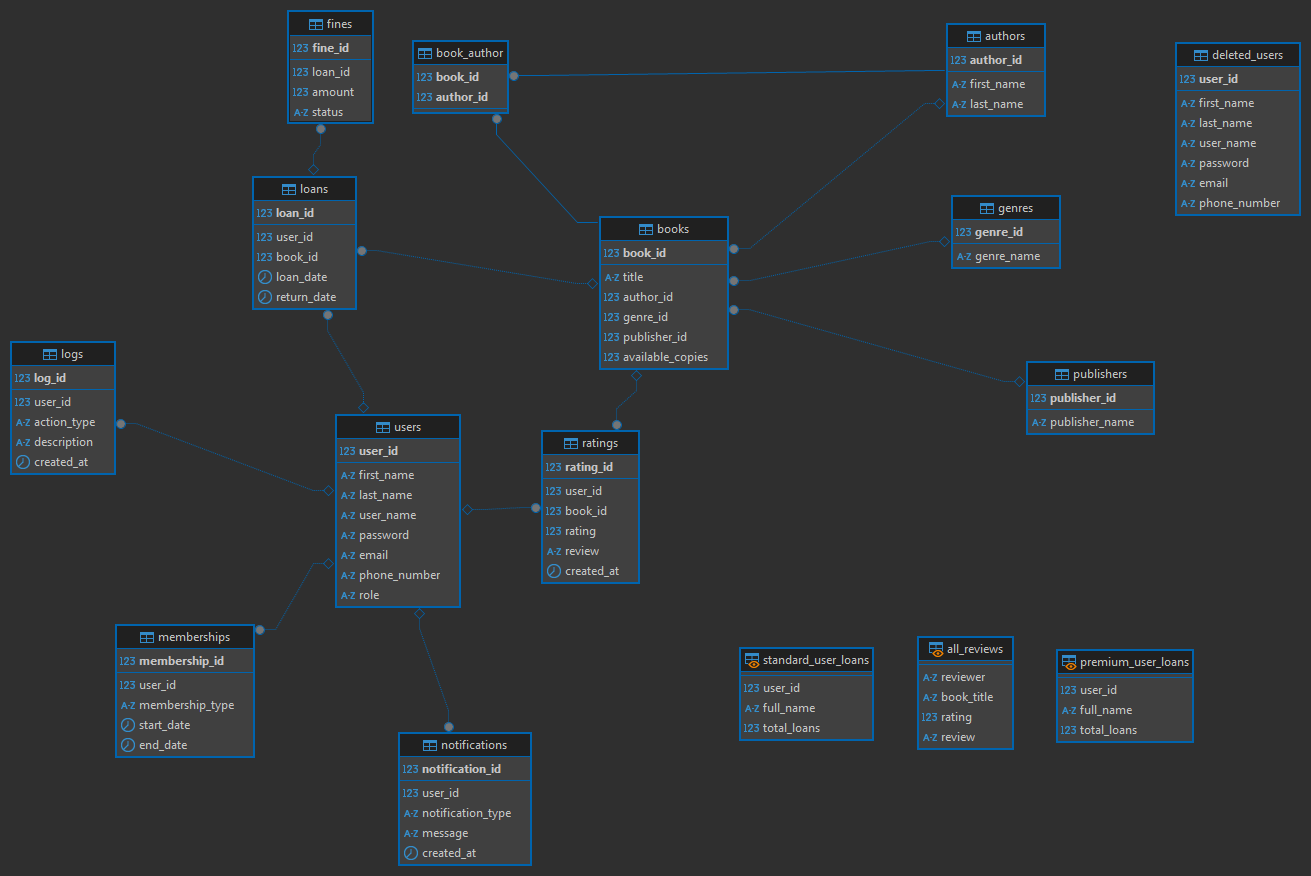 fines
123 fine_id
123 loan_id
123 amount
A-Z status
book_author
123 book_id
123 author_id
authors
123 author_id
A-Z first_name
A-Z last_name
deleted_users
123 user_id
A-Z first_name
A-Z last_name
A-Z user_name
A-Z password
A-Z email
A-Z phone_number
loans
123 loan_id
123 user_id
123 book_id
loan_date
return_date
books
123 book_id
A-Z title
123 author_id
123 genre_id
123 publisher_id
123 available_copies
genres
123 genre_id
A-Z genre_name
logs
123 log_id
123 user_id
A-Z action_type
A-Z description
created_at
users
123 user_id
A-Z first_name
A-Z last_name
A-Z user_name
A-Z password
A-Z email
A-Z phone_number
A-Z role
ratings
123 rating_id
123 user_id
123 book_id
123 rating
A-Z review
created_at
publishers
123 publisher_id
A-Z publisher_name
memberships
123 membership_id
123 user_id
A-Z membership_type
start_date
end_date
notifications
123 notification_id
123 user_id
A-Z notification_type
A-Z message
created_at
standard_user_loans
123 user_id
A-Z full_name
123 total_loans
all_reviews
A-Z reviewer
A-Z book_title
123 rating
A-Z review
premium_user_loans
123 user_id
A-Z full_name
123 total_loans